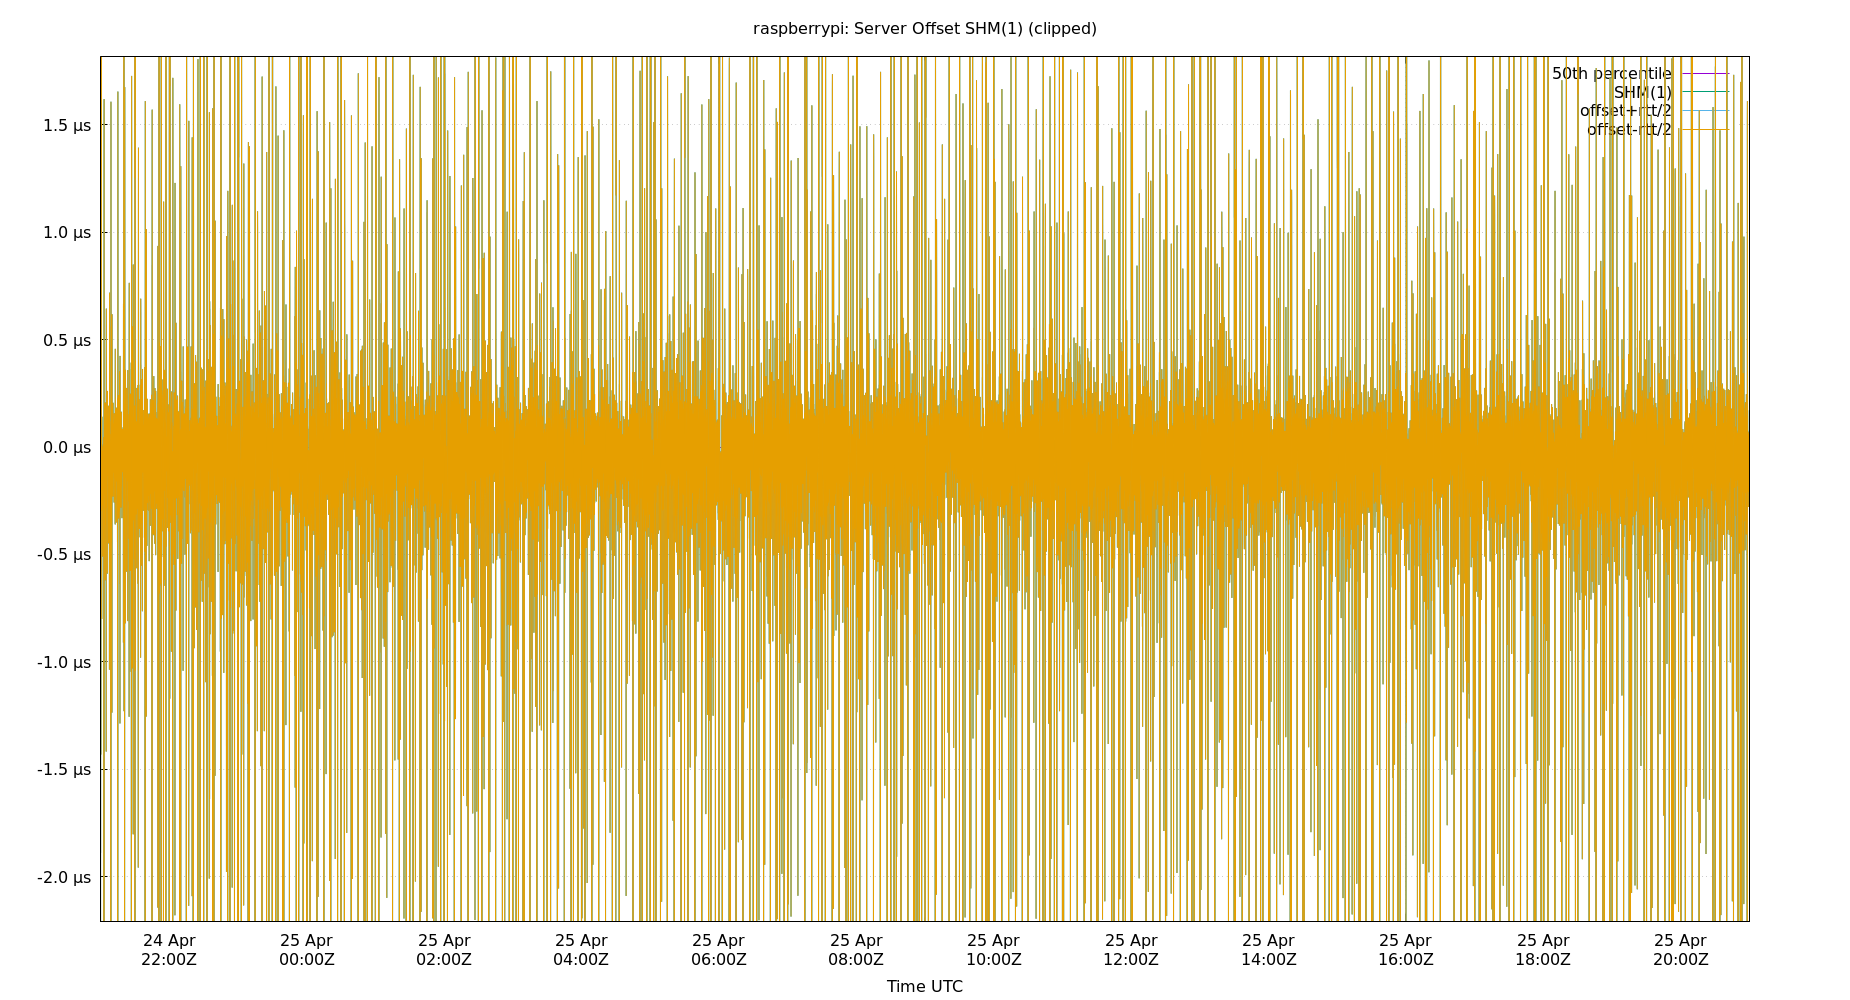 raspberrypi: Server Offset SHM(1) (clipped)
50th percentile
SHM(1)
offset+rtt/2
offset-rtt/2
1.5 µs
1.0 µs
0.5 µs
0.0 µs
-0.5 µs
-1.0 µs
-1.5 µs
-2.0 µs
24 Apr 25 Apr 25 Apr 25 Apr 25 Apr 25 Apr 25 Apr 25 Apr 25 Apr 25 Apr 25 Apr 25 Apr
22:00Z 00:00Z 02:00Z 04:00Z 06:00Z 08:00Z 10:00Z 12:00Z 14:00Z 16:00Z 18:00Z 20:00Z
Time UTC